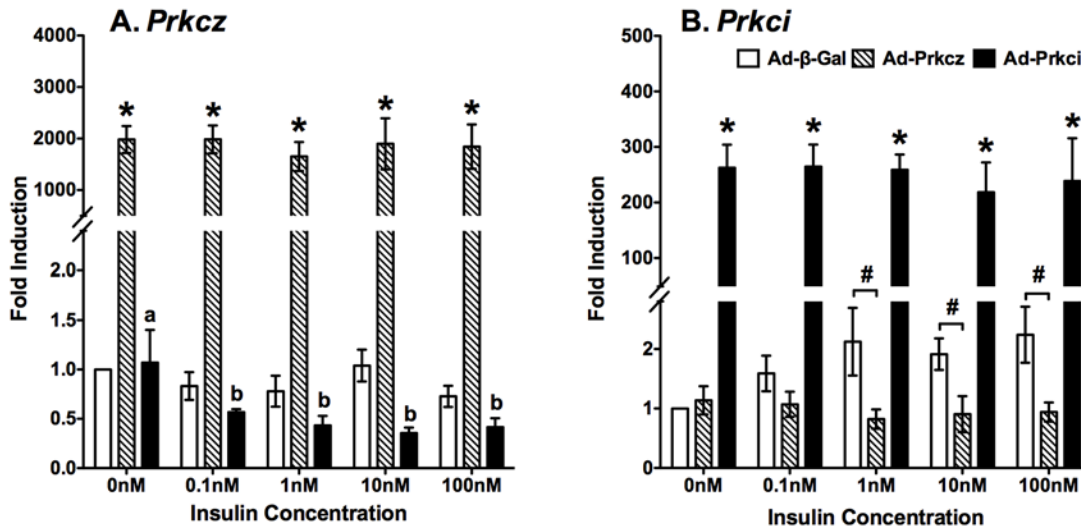 A. Prkcz
4000
3000
2000
1000
2.0
1.5
1.0
0.5
0.0
Fold Induction
* * * * *
a b b b b
0nM 0.1nM 1nM 10nM 100nM
Insulin Concentration
B. Prkci
Ad-β-Gal Ad-Prkcz Ad-Prkci
500
400
300
200
100
2
1
0
Fold Induction
* * * * *
# # #
0nM 0.1nM 1nM 10nM 100nM
Insulin Concentration